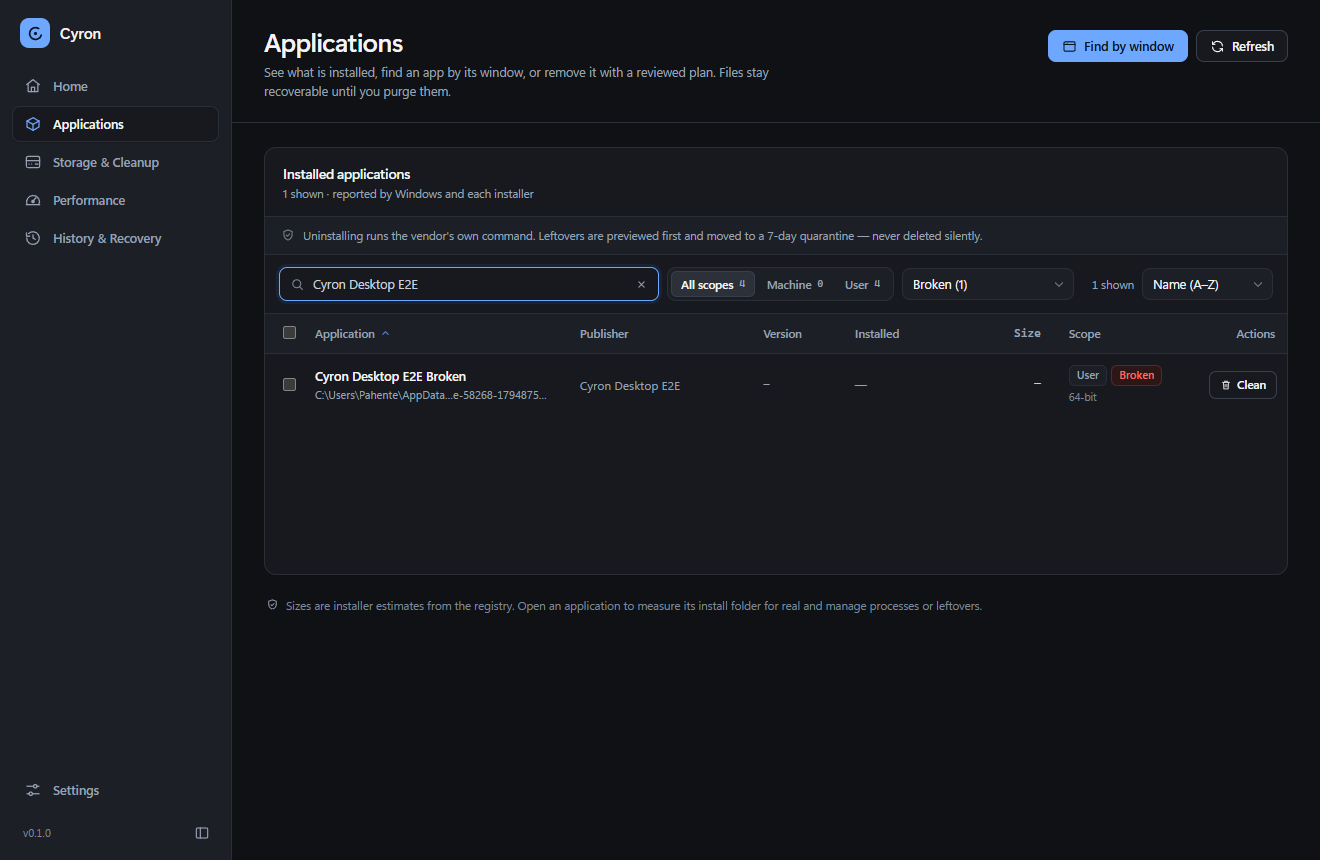 Cyron
Home
Applications
Storage & Cleanup
Performance
History & Recovery
Settings
v0.1.0
Applications
See what is installed, find an app by its window, or remove it with a reviewed plan. Files stay
recoverable until you purge them.
Find by window
Refresh
Installed applications
1 shown · reported by Windows and each installer
Uninstalling runs the vendor's own command. Leftovers are previewed first and moved to a 7-day quarantine — never deleted silently.
Cyron Desktop E2E
All scopes 4 Machine 0 User 4
Broken (1)
1 shown
Name (A–Z)
Application Publisher Version Installed Size Scope Actions
Cyron Desktop E2E Broken
C:\Users\Pahente\AppData...e-58268-1794875...
Cyron Desktop E2E
–
—
–
User Broken
64-bit
Clean
Sizes are installer estimates from the registry. Open an application to measure its install folder for real and manage processes or leftovers.